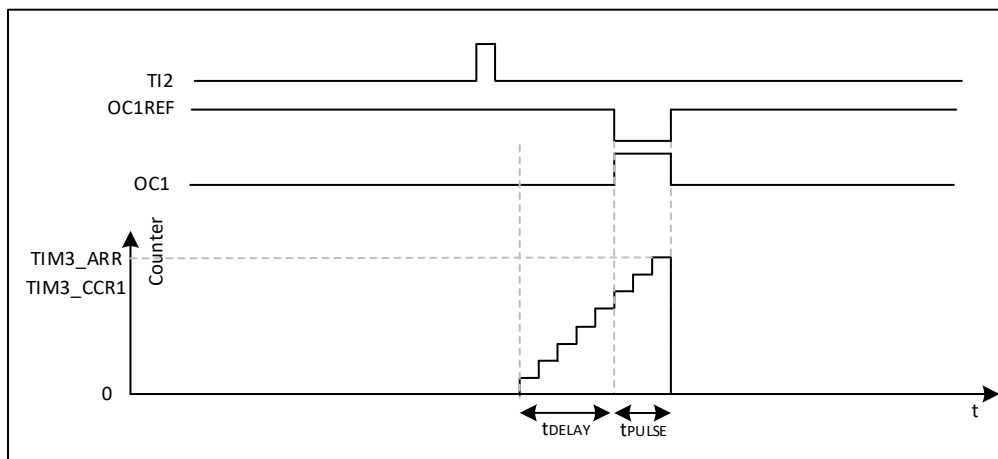 TI2
OC1REF
OC1
Counter
TIM3_ARR
TIM3_CCR1
0
t
tDELAY
tPULSE